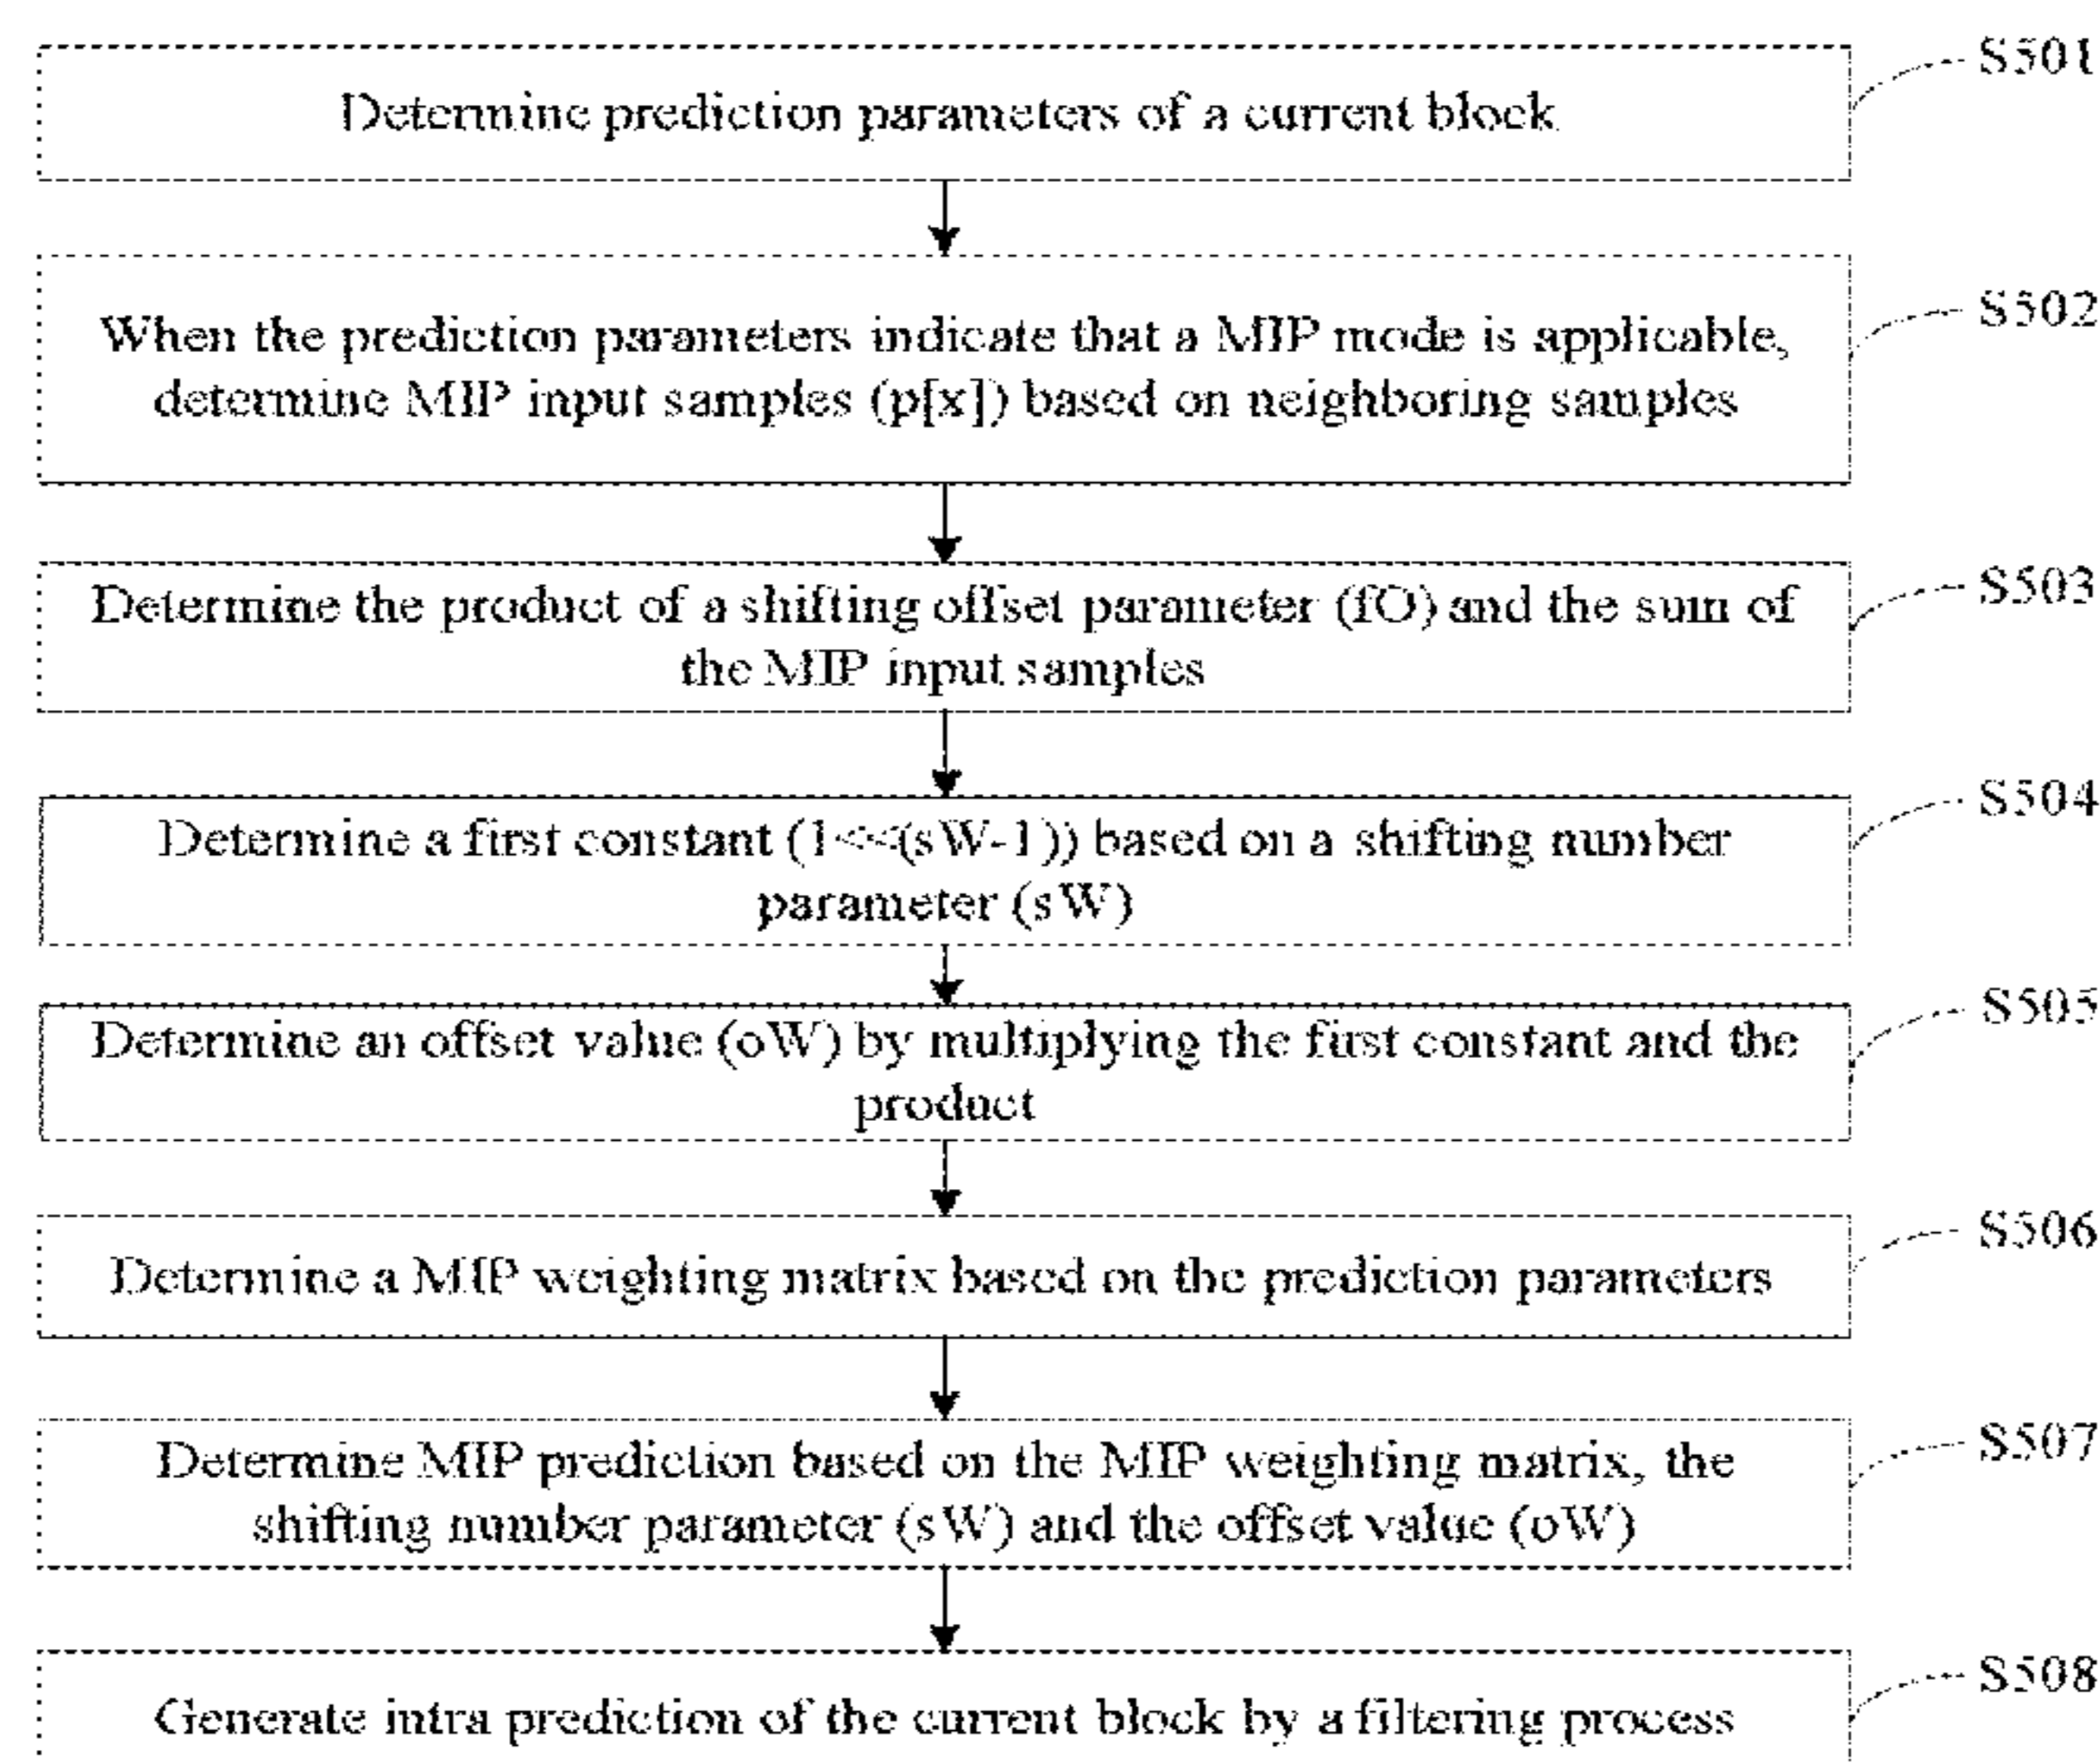 S501
Determine prediction parameters of a current block
S502
When the prediction parameters indicate that a MIP mode is applicable,
determine MIP input samples (p[x]) based on neighboring samples
S503
Determine the product of a shifting offset parameter (fO) and the sum of
the MIP input samples
S504
Determine a first constant (1<<(sW-1)) based on a shifting number
parameter (sW)
S505
Determine an offset value (oW) by multiplying the first constant and the
product
S506
Determine a MIP weighting matrix based on the prediction parameters
S507
Determine MIP prediction based on the MIP weighting matrix, the
shifting number parameter (sW) and the offset value (oW)
S508
Generate intra prediction of the current block by a filtering process